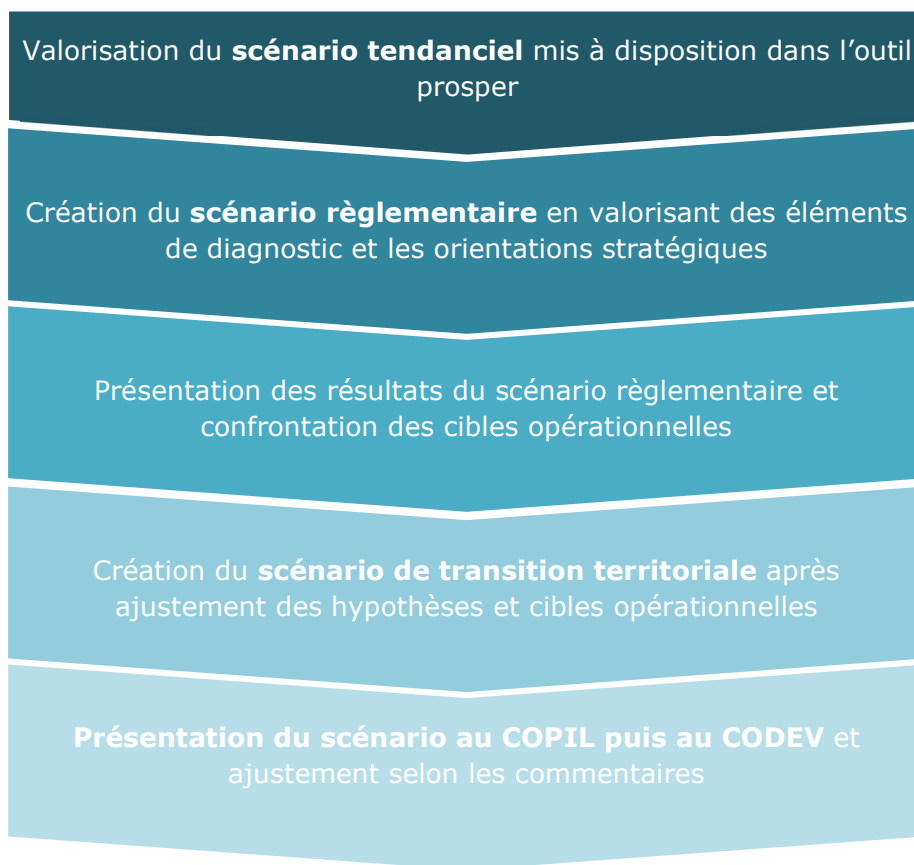 Valorisation du scénario tendanciel mis à disposition dans l’outil
prosper
Création du scénario règlementaire en valorisant des éléments
de diagnostic et les orientations stratégiques
Présentation des résultats du scénario règlementaire et
confrontation des cibles opérationnelles
Création du scénario de transition territoriale après
ajustement des hypothèses et cibles opérationnelles
Présentation du scénario au COPIL puis au CODEV et
ajustement selon les commentaires